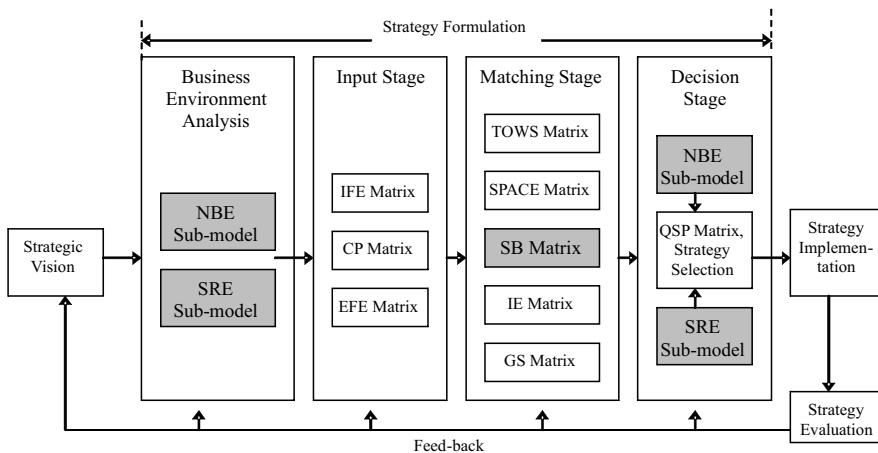 Strategy Formulation
Business
Environment
Analysis
NBE
Sub-model
SRE
Sub-model
Input Stage
IFE Matrix
CP Matrix
EFE Matrix
Matching Stage
TOWS Matrix
SPACE Matrix
SB Matrix
IE Matrix
GS Matrix
Decision
Stage
NBE
Sub-model
QSP Matrix,
Strategy
Selection
SRE
Sub-model
Strategic
Vision
Strategy
Implemen-
tation
Strategy
Evaluation
Feed-back